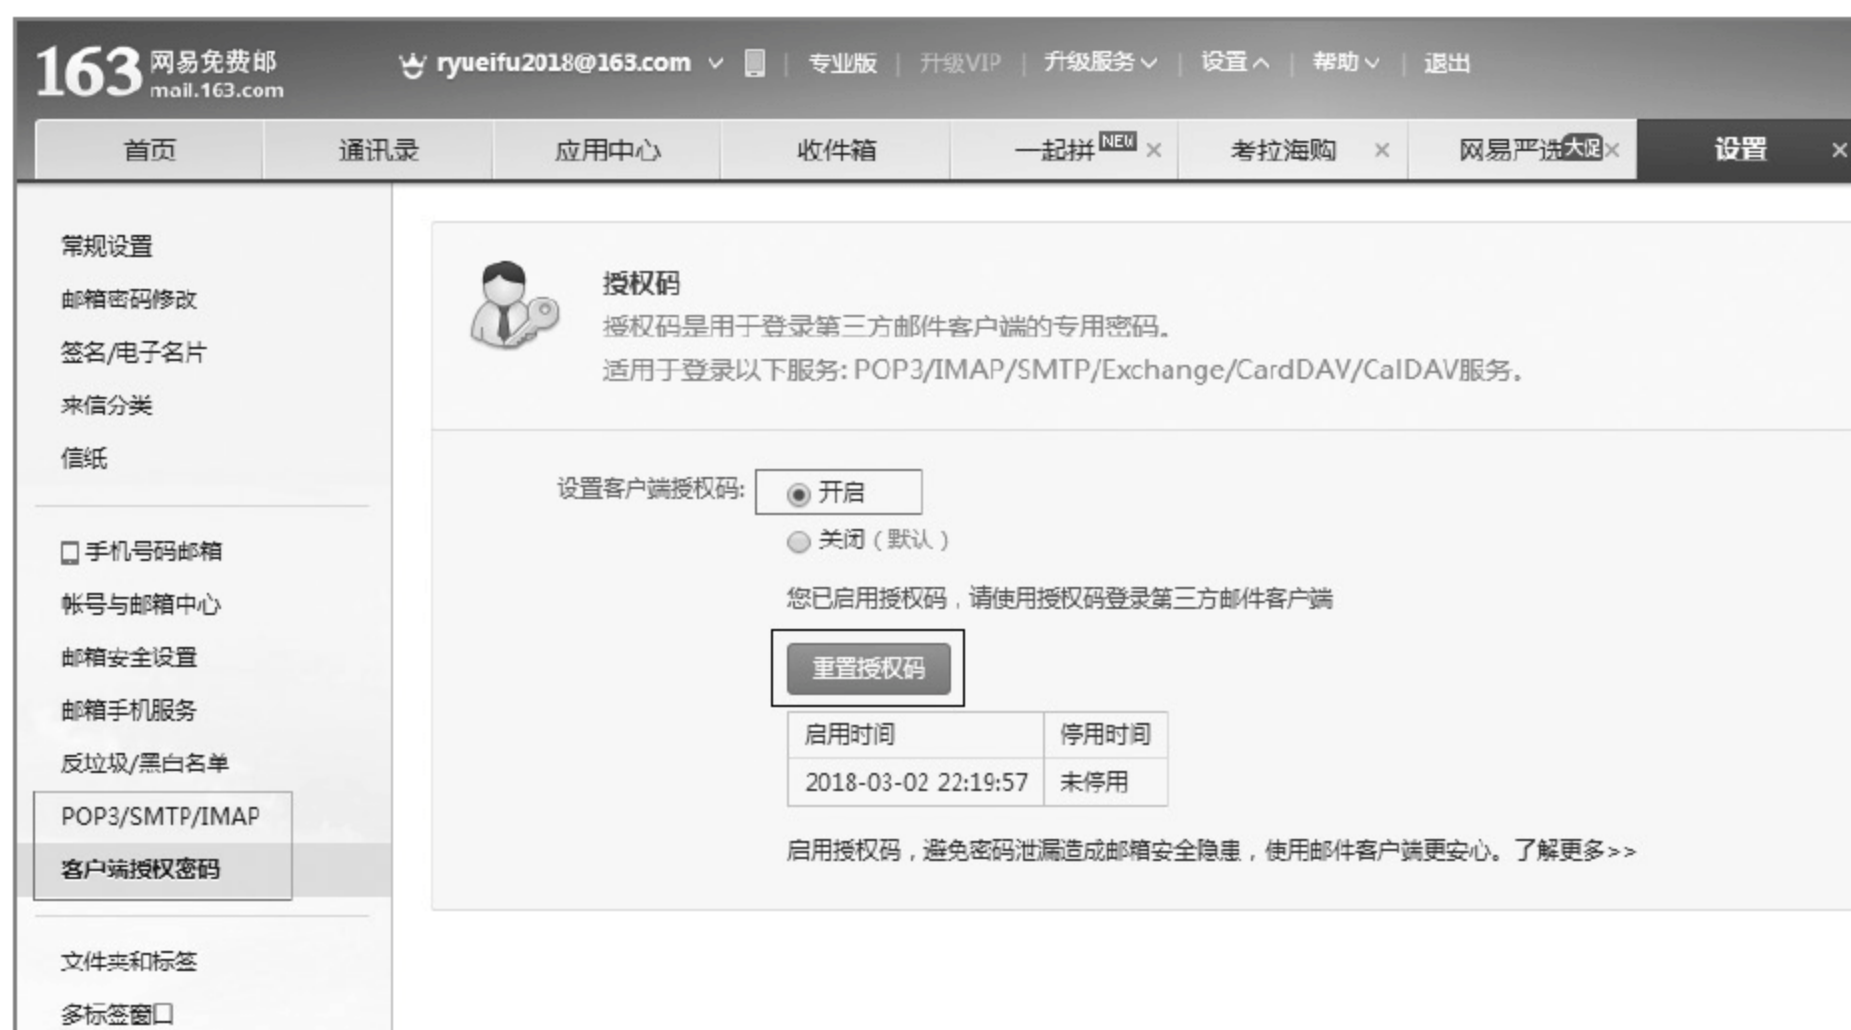 163 网易免费邮
mail.163.com
ryueifu2018@163.com 专业版 | 升级VIP | 升级服务 | 设置 | 帮助 | 退出
首页 通讯录 应用中心 收件箱 一起拼 NEW × 考拉海购 × 网易严选 大促 × 设置 ×
常规设置
邮箱密码修改
签名/电子名片
来信分类
信纸
手机号码邮箱
帐号与邮箱中心
邮箱安全设置
邮箱手机服务
反垃圾/黑白名单
POP3/SMTP/IMAP
客户端授权密码
文件夹和标签
多标签窗口
授权码
授权码是用于登录第三方邮件客户端的专用密码。
适用于登录以下服务: POP3/IMAP/SMTP/Exchange/CardDAV/CalDAV服务。
设置客户端授权码: 开启
关闭（默认）
您已启用授权码，请使用授权码登录第三方邮件客户端
重置授权码
启用时间 停用时间
2018-03-02 22:19:57 未停用
启用授权码，避免密码泄漏造成邮箱安全隐患，使用邮件客户端更安心。了解更多>>